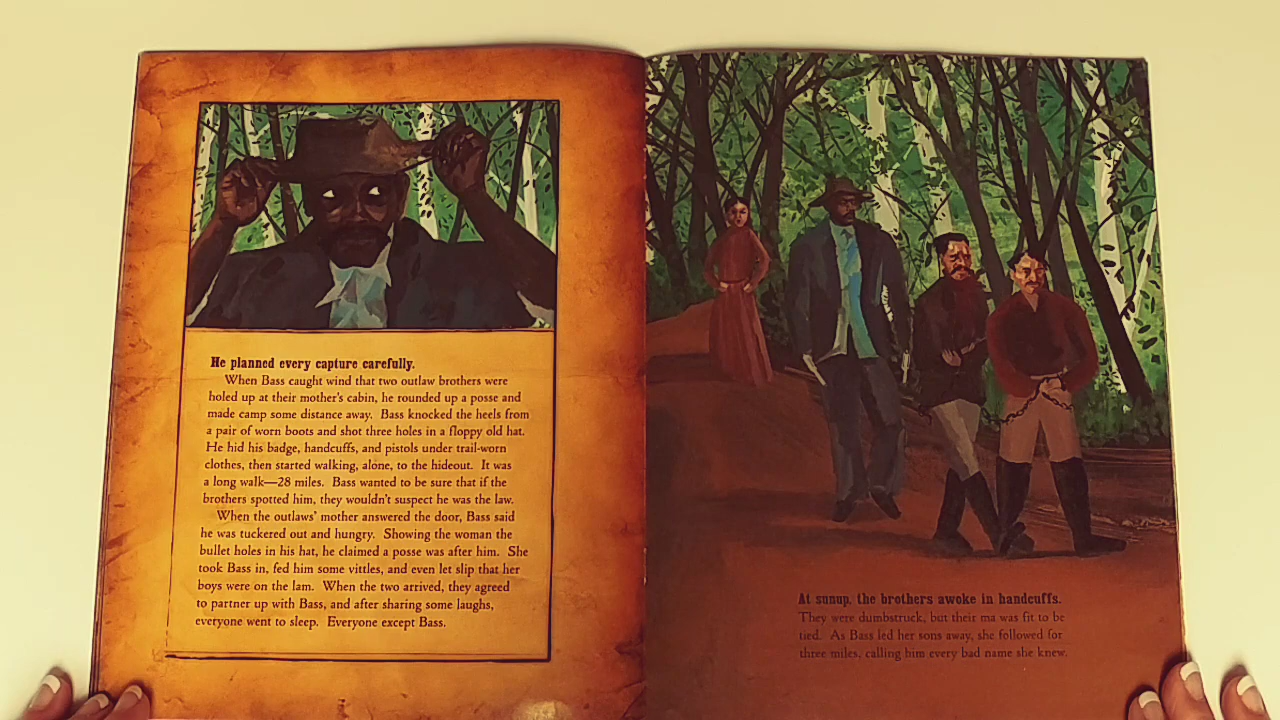 He planned every capture carefully.
When Bass caught wind that two outlaw brothers were
holed up at their mother's cabin, he rounded up a posse and
made camp some distance away. Bass knocked the heels from
a pair of worn boots and shot three holes in a floppy old hat.
He hid his badge, handcuffs, and pistols under trail-worn
clothes, then started walking, alone, to the hideout. It was
a long walk—28 miles. Bass wanted to be sure that if the
brothers spotted him, they wouldn't suspect he was the law.
When the outlaws' mother answered the door, Bass said
he was tuckered out and hungry. Showing the woman the
bullet holes in his hat, he claimed a posse was after him. She
took Bass in, fed him some vittles, and even let slip that her
boys were on the lam. When the two arrived, they agreed
to partner up with Bass, and after sharing some laughs,
everyone went to sleep. Everyone except Bass.
At sunup, the brothers awoke in handcuffs.
They were dumbstruck, but their ma was fit to be
tied. As Bass led her sons away, she followed for
three miles, calling him every bad name she knew.